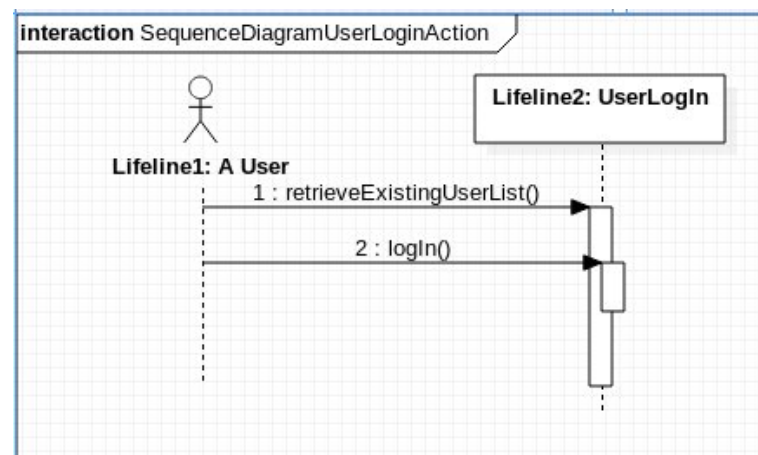 interaction SequenceDiagramUserLoginAction
Lifeline2: UserLogIn
Lifeline1: A User
1 : retrieveExistingUserList()
2 : logIn()